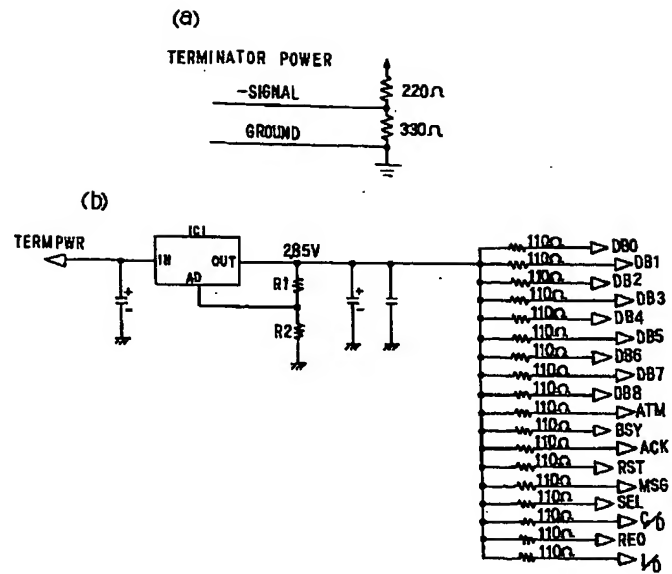 (a)
TERMINATOR POWER
220Ω
-SIGNAL
330Ω
GROUND
(b)
TERMPWR
IC1
IN
OUT
AD
2.85V
R1
R2
110Ω DB0
110Ω DB1
110Ω DB2
110Ω DB3
110Ω DB4
110Ω DB5
110Ω DB6
110Ω DB7
110Ω DB8
110Ω ATM
110Ω BSY
110Ω ACK
110Ω RST
110Ω MSG
110Ω SEL
110Ω C/D
110Ω REO
110Ω I/O